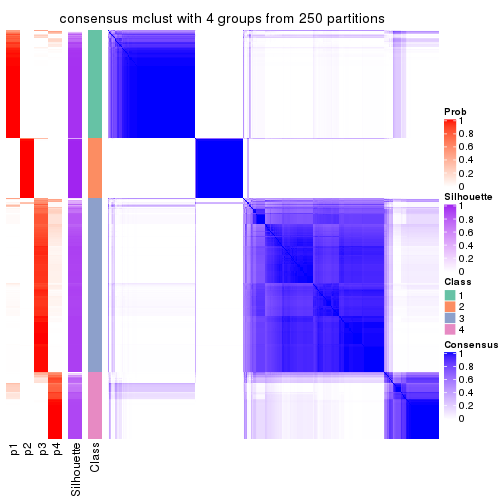 consensus mclust with 4 groups from 250 partitions
Prob
1
0.8
0.6
0.4
0.2
0
Silhouette
1
0.8
0.6
0.4
0.2
0
Class
1
2
3
4
Consensus
1
0.8
0.6
0.4
0.2
0
p1
p2
p3
p4
Silhouette
Class